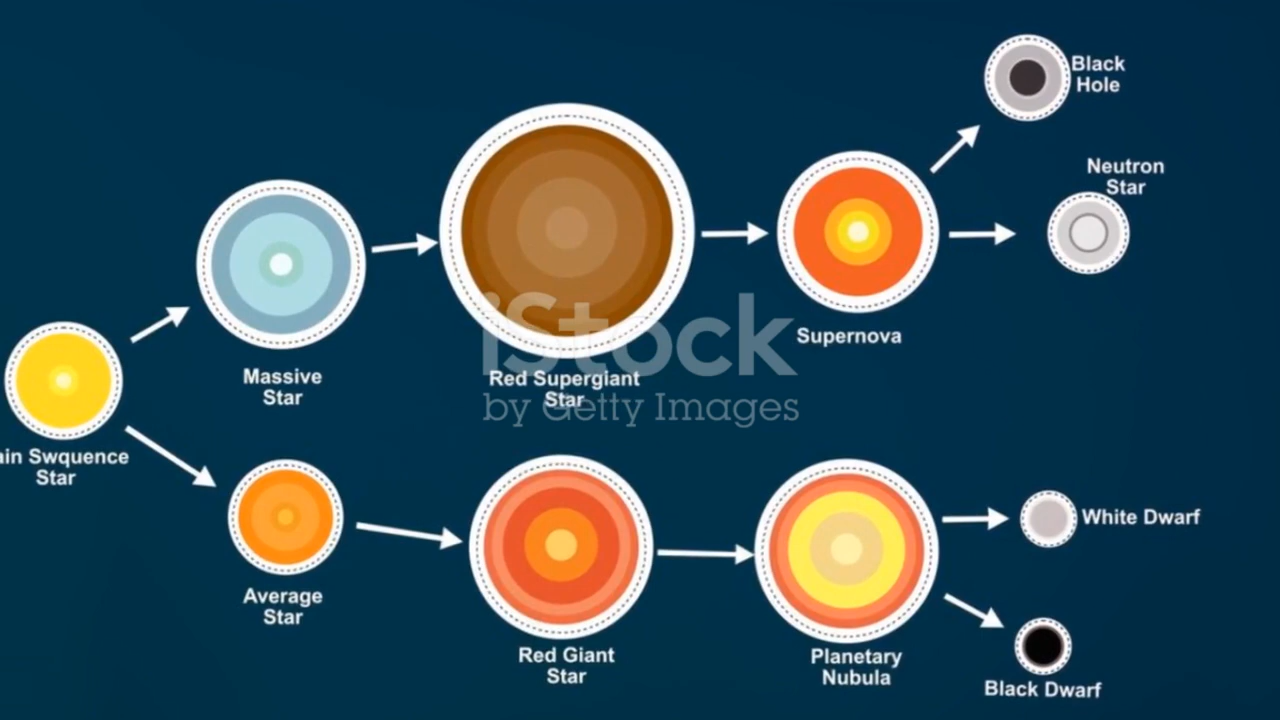 Black
Hole
Neutron
Star
Massive
Star
Red Supergiant
Star
Supernova
ain Swquence
Star
iStock
by Getty Images
Average
Star
Red Giant
Star
Planetary
Nubula
White Dwarf
Black Dwarf